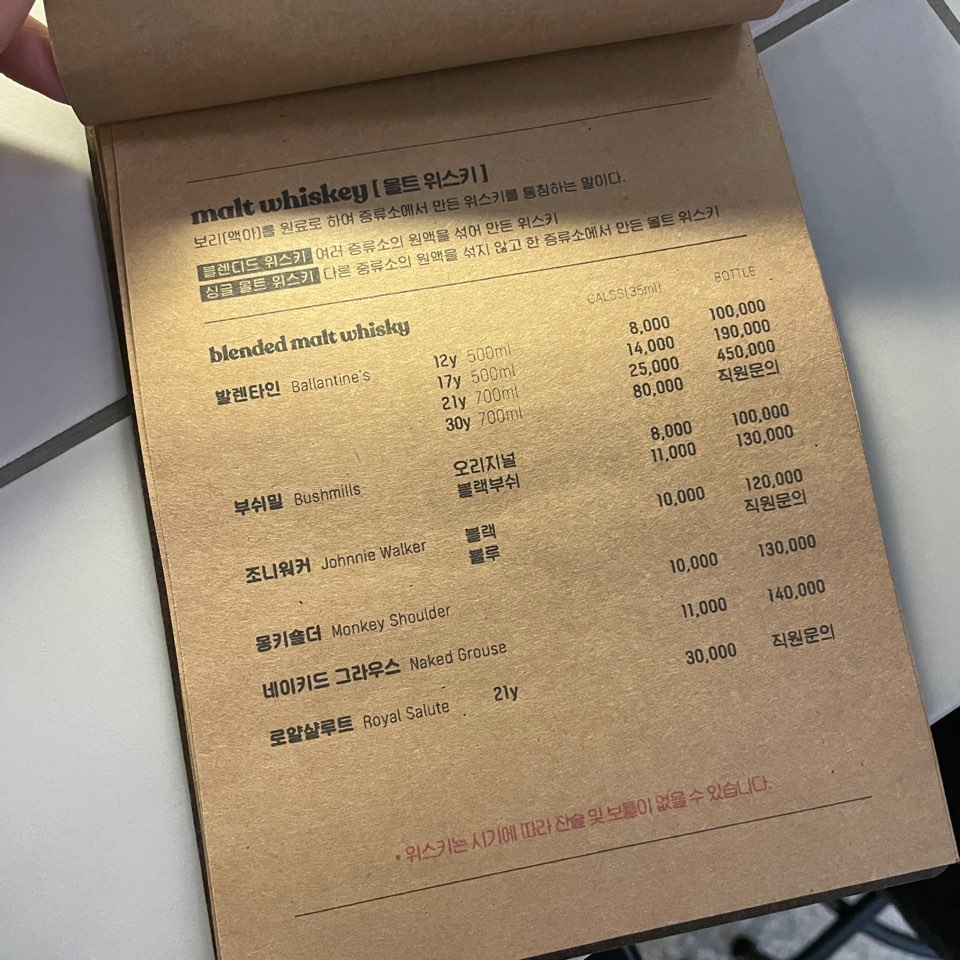 malt whiskey [ 몰트 위스키 ]
보리[맥아]를 원료로 하여 증류소에서 만든 위스키를 통칭하는 말이다.
블렌디드 위스키 여러 증류소의 원액을 섞어 만든 위스키
싱글 몰트 위스키 다른 증류소의 원액을 섞지 않고 한 증류소에서 만든 몰트 위스키
blended malt whisky GALSS(35ml) BOTTLE
발렌타인 Ballantine's 12y 500ml 8,000 100,000
17y 500ml 14,000 190,000
21y 700ml 25,000 450,000
30y 700ml 80,000 직원문의
부쉬밀 Bushmills 오리지널 8,000 100,000
블랙부쉬 11,000 130,000
조니워커 Johnnie Walker 블랙 10,000 120,000
블루 직원문의
몽키숄더 Monkey Shoulder 10,000 130,000
네이키드 그라우스 Naked Grouse 11,000 140,000
로얄살루트 Royal Salute 21y 30,000 직원문의
• 위스키는 시기에 따라 잔술 및 보틀이 없을 수 있습니다.